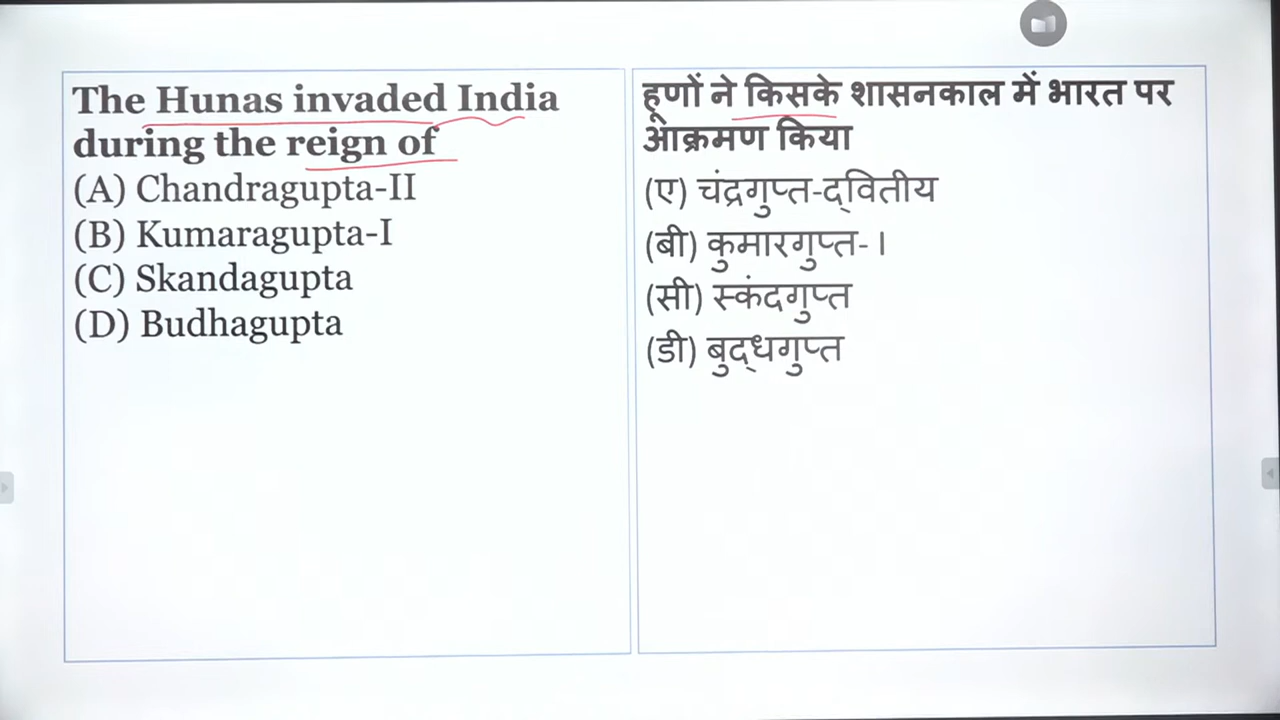 The Hunas invaded India
during the reign of
(A) Chandragupta-II
(B) Kumaragupta-I
(C) Skandagupta
(D) Budhagupta
हूणों ने किसके शासनकाल में भारत पर
आक्रमण किया
(ए) चंद्रगुप्त-द्वितीय
(बी) कुमारगुप्त- I
(सी) स्कंदगुप्त
(डी) बुद्धगुप्त